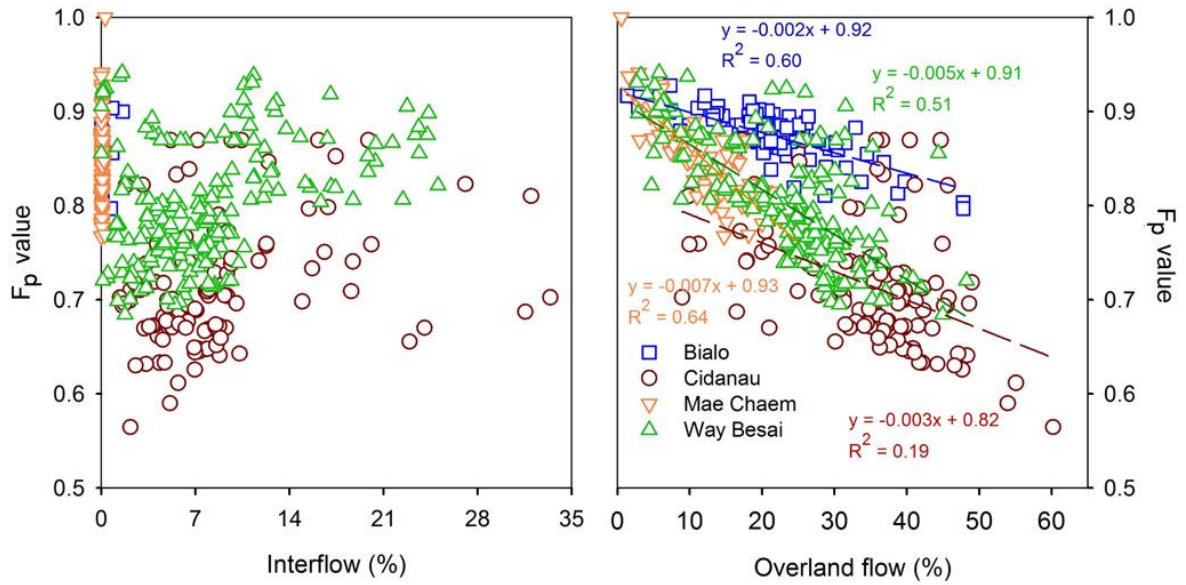 1.0
0.9
0.8
0.7
0.6
0.5
Fp value
0 7 14 21 28 35
Interflow (%)
y = -0.002x + 0.92
R2 = 0.60
y = -0.005x + 0.91
R2 = 0.51
y = -0.007x + 0.93
R2 = 0.64
Bialo
Cidanau
Mae Chaem
Way Besai
y = -0.003x + 0.82
R2 = 0.19
0 10 20 30 40 50 60
Overland flow (%)
1.0
0.9
0.8
0.7
0.6
0.5
Fp value